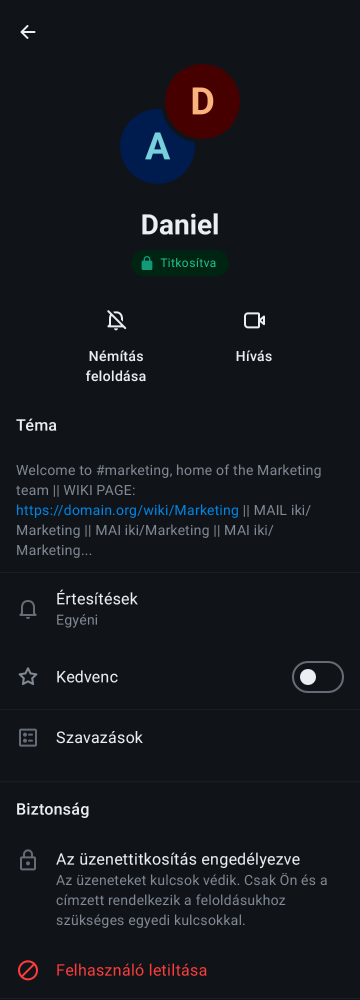 D
A
Daniel
Titkosítva
Némítás
feloldása
Hívás
Téma
Welcome to #marketing, home of the Marketing
team || WIKI PAGE:
https://domain.org/wiki/Marketing || MAIL iki/
Marketing || MAI iki/Marketing || MAI iki/
Marketing...
Értesítések
Egyéni
Kedvenc
Szavazások
Biztonság
Az üzenettitkosítás engedélyezve
Az üzeneteket kulcsok védik. Csak Ön és a
címzett rendelkezik a feloldásukhoz
szükséges egyedi kulcsokkal.
Felhasználó letiltása